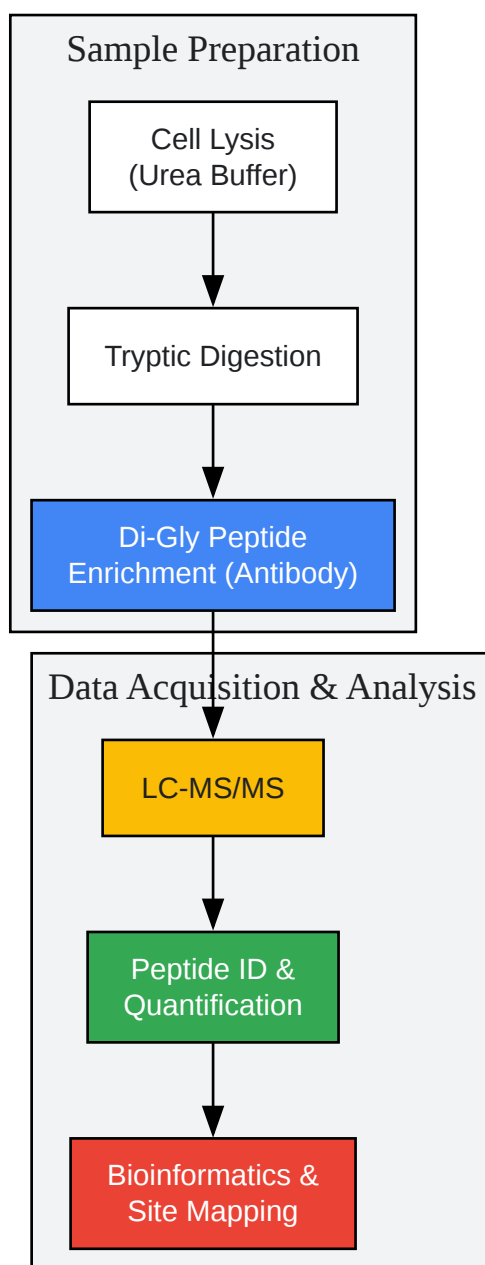 Sample Preparation
Cell Lysis
(Urea Buffer)
Tryptic Digestion
Di-Gly Peptide
Enrichment (Antibody)
Data Acquisition & Analysis
LC-MS/MS
Peptide ID &
Quantification
Bioinformatics &
Site Mapping